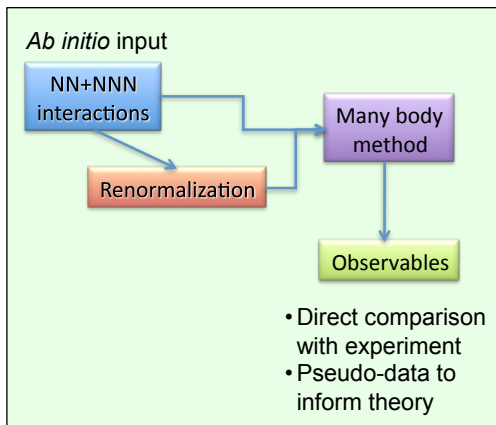 Ab initio input
NN+NNN
interactions
Many body
method
Renormalization
Observables
• Direct comparison
with experiment
• Pseudo-data to
inform theory